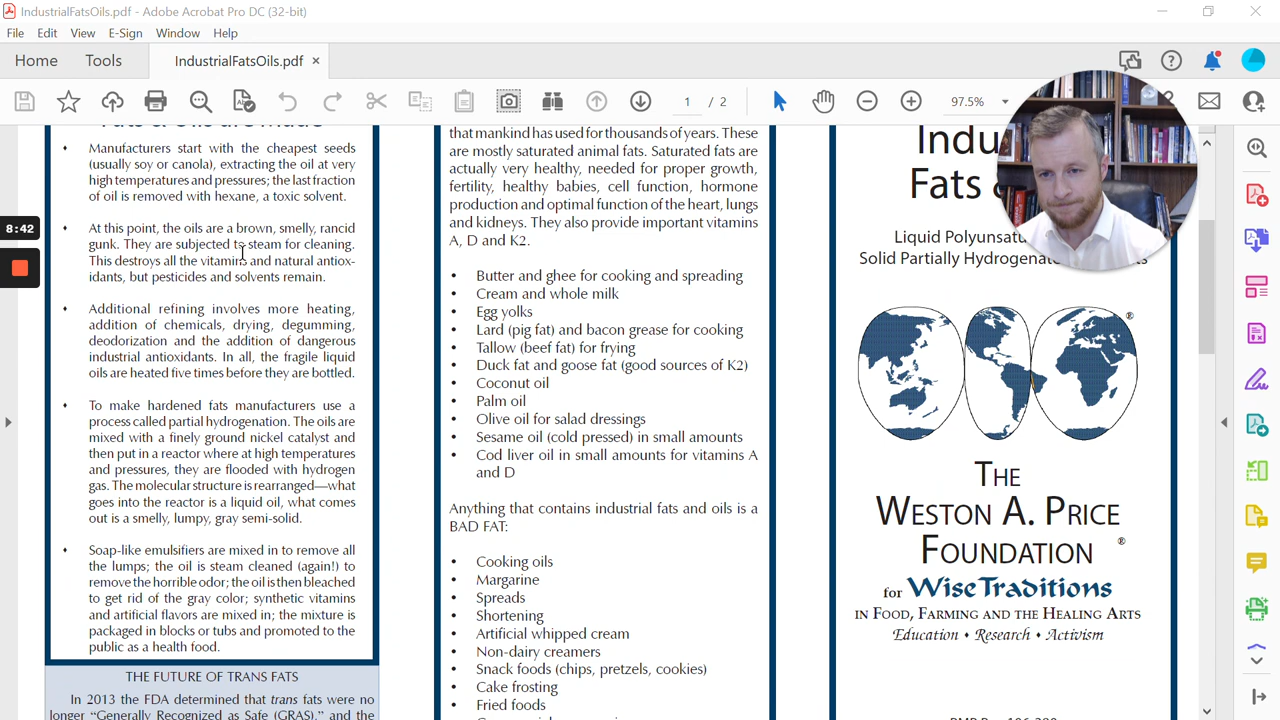 IndustrialFatsOils.pdf - Adobe Acrobat Pro DC (32-bit)
File Edit View E-Sign Window Help
Home Tools IndustrialFatsOils.pdf ×
1 / 2 97.5%
8:42
Manufacturers start with the cheapest seeds
(usually soy or canola), extracting the oil at very
high temperatures and pressures; the last fraction
of oil is removed with hexane, a toxic solvent.
At this point, the oils are a brown, smelly, rancid
gunk. They are subjected to steam for cleaning.
This destroys all the vitamins and natural antiox-
idants, but pesticides and solvents remain.
Additional refining involves more heating,
addition of chemicals, drying, degumming,
deodorization and the addition of dangerous
industrial antioxidants. In all, the fragile liquid
oils are heated five times before they are bottled.
To make hardened fats manufacturers use a
process called partial hydrogenation. The oils are
mixed with a finely ground nickel catalyst and
then put in a reactor where at high temperatures
and pressures, they are flooded with hydrogen
gas. The molecular structure is rearranged—what
goes into the reactor is a liquid oil, what comes
out is a smelly, lumpy, gray semi-solid.
Soap-like emulsifiers are mixed in to remove all
the lumps; the oil is steam cleaned (again!) to
remove the horrible odor; the oil is then bleached
to get rid of the gray color; synthetic vitamins
and artificial flavors are mixed in; the mixture is
packaged in blocks or tubs and promoted to the
public as a health food.
THE FUTURE OF TRANS FATS
In 2013 the FDA determined that trans fats were no
longer “Generally Recognized as Safe (GRAS),” and the
that mankind has used for thousands of years. These
are mostly saturated animal fats. Saturated fats are
actually very healthy, needed for proper growth,
fertility, healthy babies, cell function, hormone
production and optimal function of the heart, lungs
and kidneys. They also provide important vitamins
A, D and K2.
• Butter and ghee for cooking and spreading
• Cream and whole milk
• Egg yolks
• Lard (pig fat) and bacon grease for cooking
• Tallow (beef fat) for frying
• Duck fat and goose fat (good sources of K2)
• Coconut oil
• Palm oil
• Olive oil for salad dressings
• Sesame oil (cold pressed) in small amounts
• Cod liver oil in small amounts for vitamins A
and D
Anything that contains industrial fats and oils is a
BAD FAT:
• Cooking oils
• Margarine
• Spreads
• Shortening
• Artificial whipped cream
• Non-dairy creamers
• Snack foods (chips, pretzels, cookies)
• Cake frosting
• Fried foods
Indu
Fats
Liquid Polyunsatu
Solid Partially Hydrogenat
®
THE
WESTON A. PRICE
FOUNDATION ®
for WiseTraditions
IN FOOD, FARMING AND THE HEALING ARTS
Education • Research • Activism